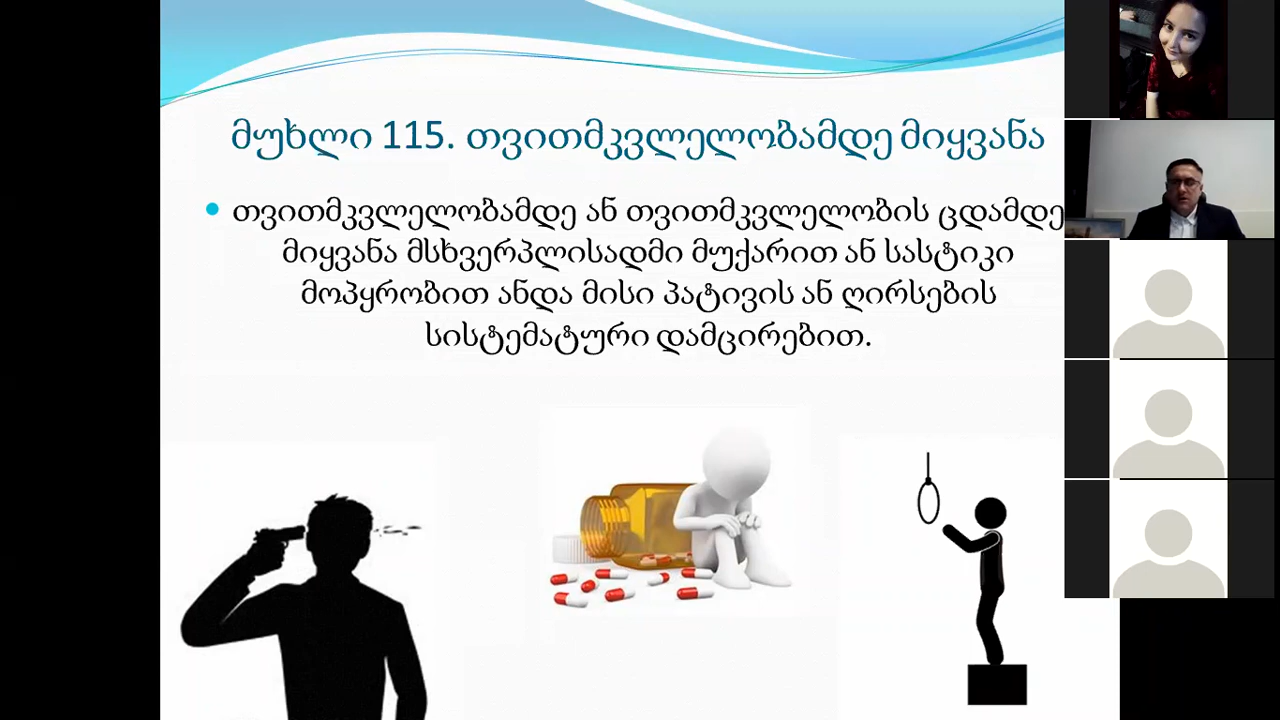 მუხლი 115. თვითმკვლელობამდე მიყვანა
თვითმკვლელობამდე ან თვითმკვლელობის ცდამდე
მიყვანა მსხვერპლისადმი მუქარით ან სასტიკი
მოპყრობით ანდა მისი პატივის ან ღირსების
სისტემატური დამცირებით.